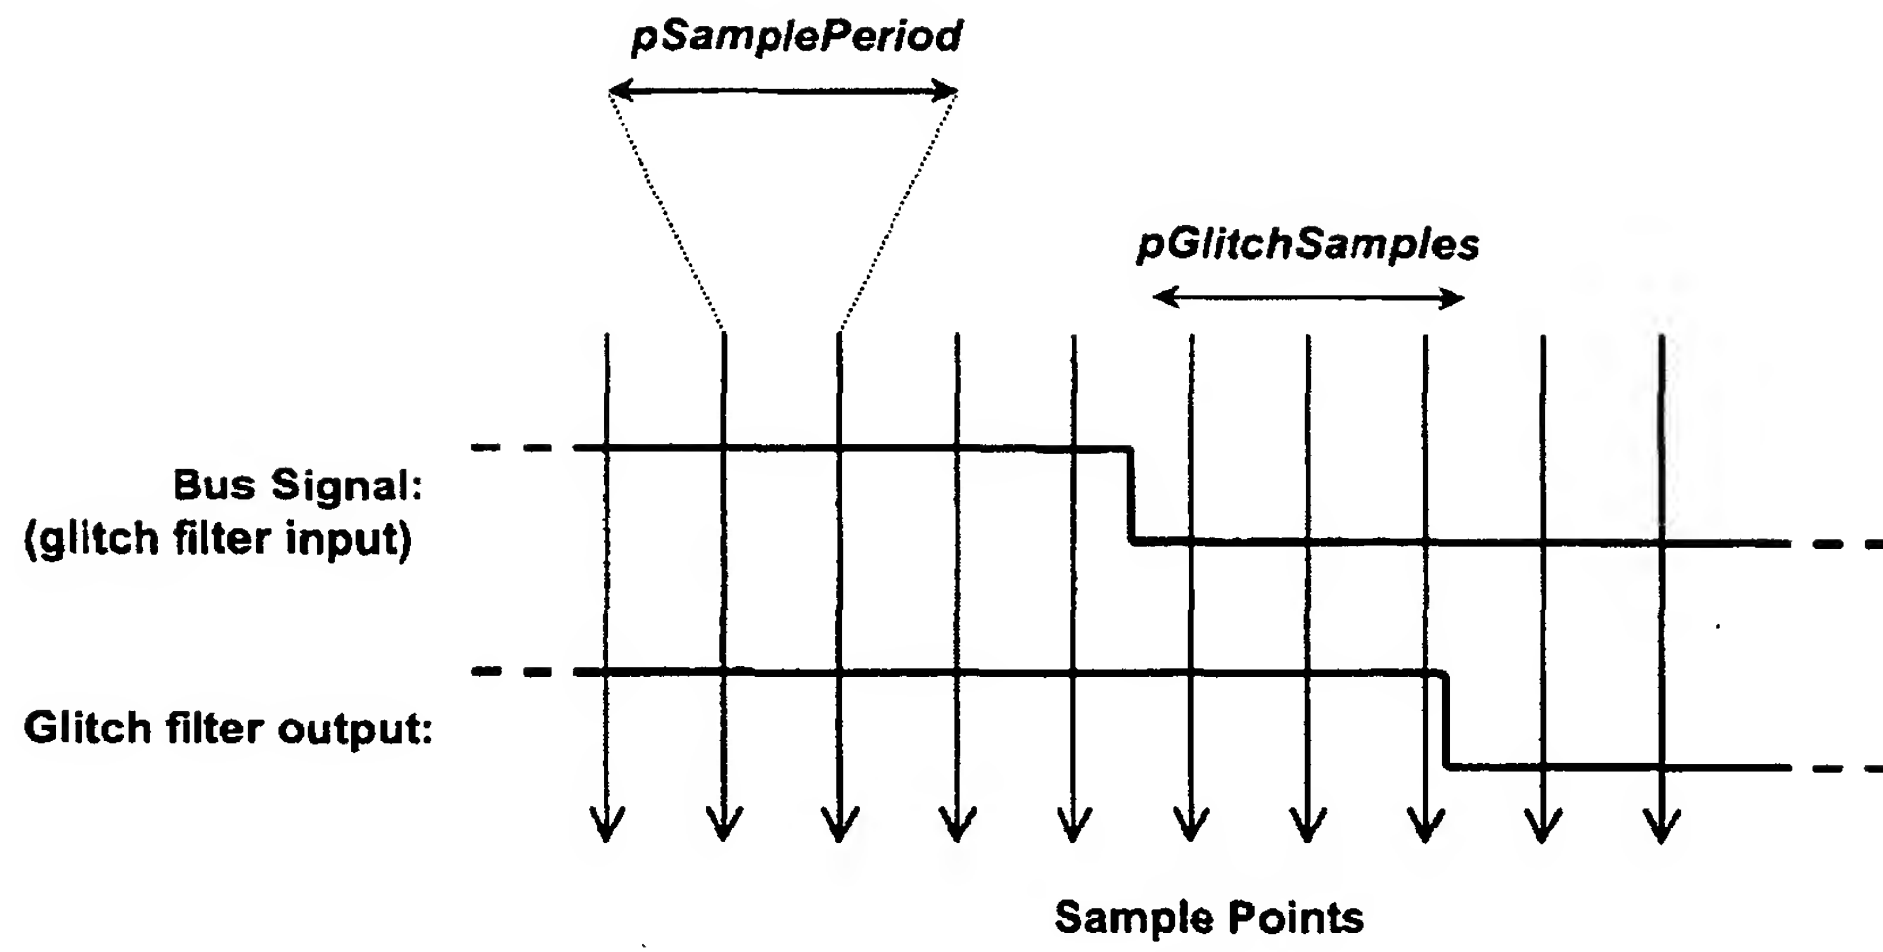 pSamplePeriod
pGlitchSamples
Bus Signal:
(glitch filter input)
Glitch filter output:
Sample Points